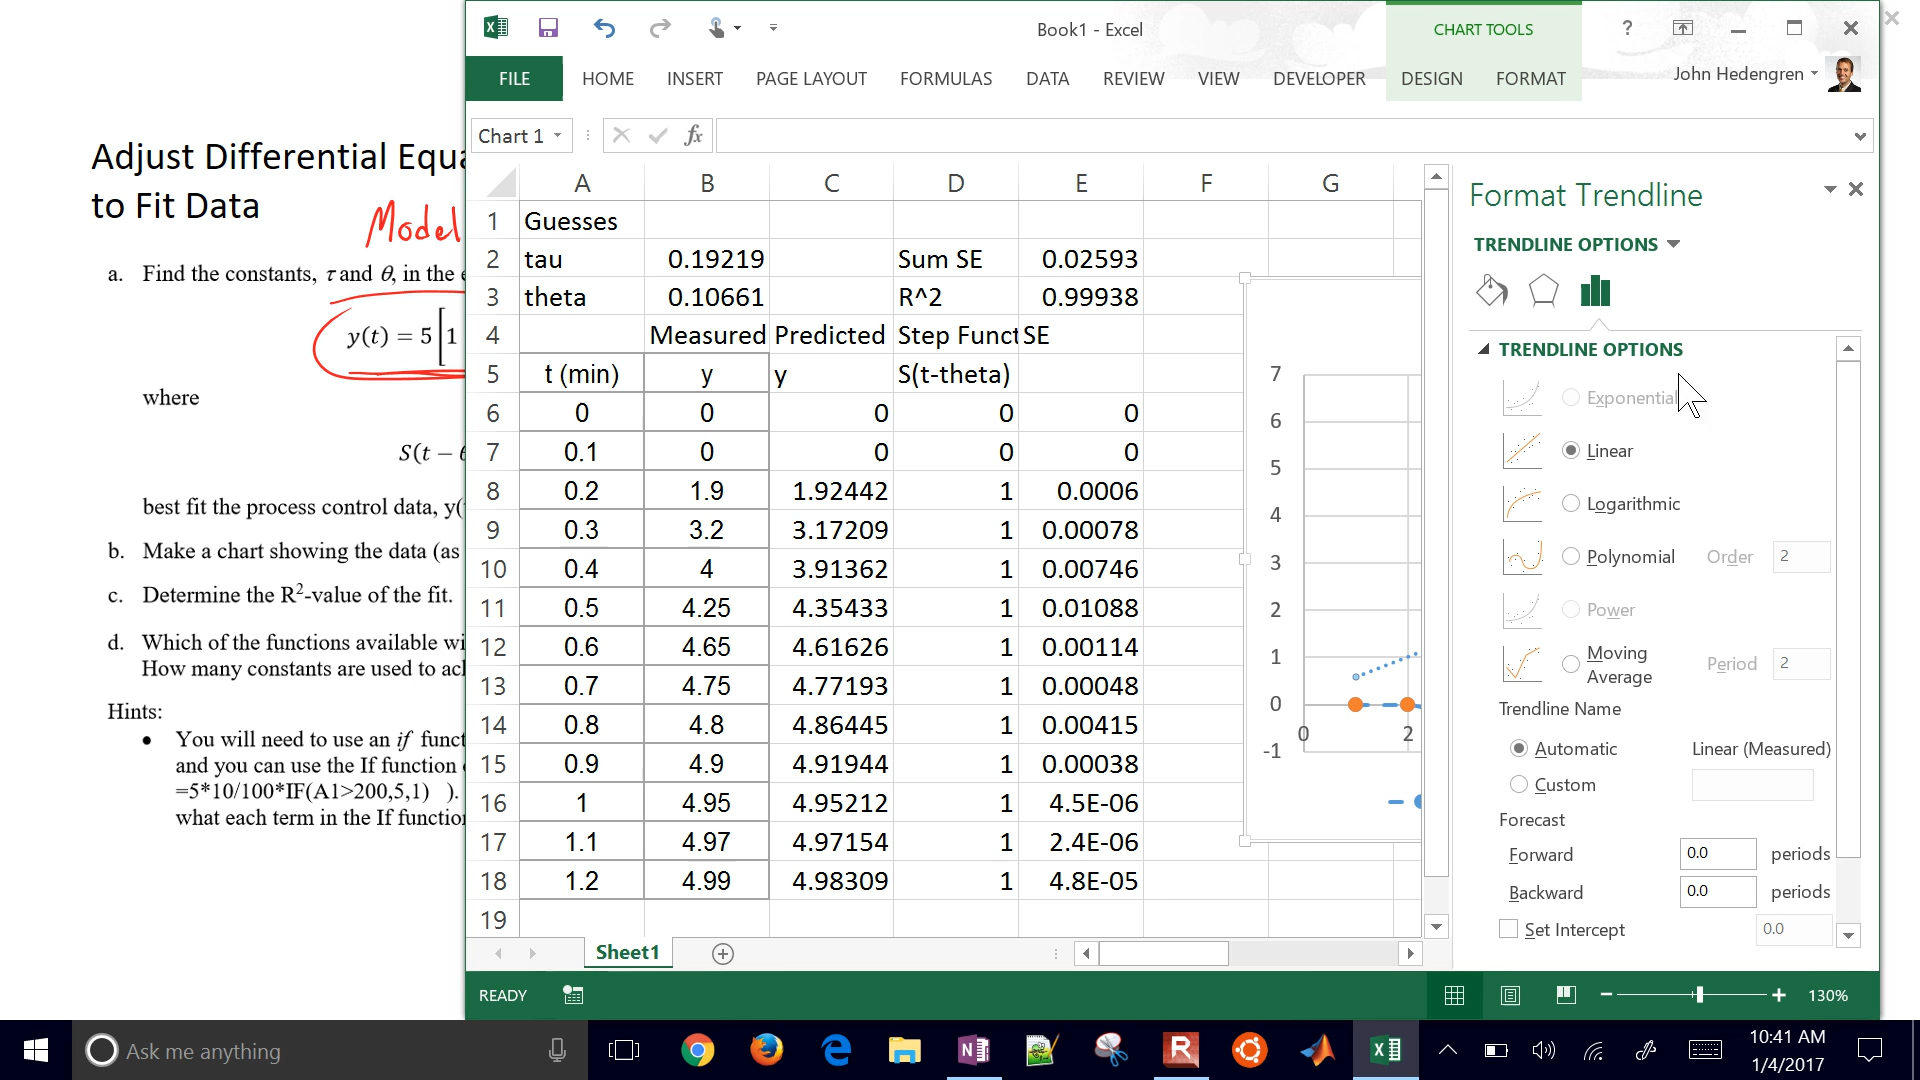 Book1 - Excel
CHART TOOLS
?
FILE HOME INSERT PAGE LAYOUT FORMULAS DATA REVIEW VIEW DEVELOPER DESIGN FORMAT
John Hedengren
Chart 1
fx
Adjust Differential Equa
to Fit Data
Model
a. Find the constants, τ and θ, in the e
y(t) = 5[1
where
S(t − θ
best fit the process control data, y(
b. Make a chart showing the data (as
c. Determine the R²-value of the fit.
d. Which of the functions available wi
How many constants are used to acl
Hints:
• You will need to use an if funct
and you can use the If function
=5*10/100*IF(A1>200,5,1) ).
what each term in the If function
A B C D E F G
1 Guesses
2 tau 0.19219 Sum SE 0.02593
3 theta 0.10661 R^2 0.99938
4 Measured Predicted Step Funct SE
5 t (min) y y S(t-theta)
6 0 0 0 0 0
7 0.1 0 0 0 0
8 0.2 1.9 1.92442 1 0.0006
9 0.3 3.2 3.17209 1 0.00078
10 0.4 4 3.91362 1 0.00746
11 0.5 4.25 4.35433 1 0.01088
12 0.6 4.65 4.61626 1 0.00114
13 0.7 4.75 4.77193 1 0.00048
14 0.8 4.8 4.86445 1 0.00415
15 0.9 4.9 4.91944 1 0.00038
16 1 4.95 4.95212 1 4.5E-06
17 1.1 4.97 4.97154 1 2.4E-06
18 1.2 4.99 4.98309 1 4.8E-05
19
7
6
5
4
3
2
1
0
-1
0 2
Format Trendline
TRENDLINE OPTIONS
TRENDLINE OPTIONS
Exponential
Linear
Logarithmic
Polynomial Order 2
Power
Moving
Average Period 2
Trendline Name
Automatic Linear (Measured)
Custom
Forecast
Forward 0.0 periods
Backward 0.0 periods
Set Intercept 0.0
Sheet1
READY
130%
Ask me anything
10:41 AM
1/4/2017